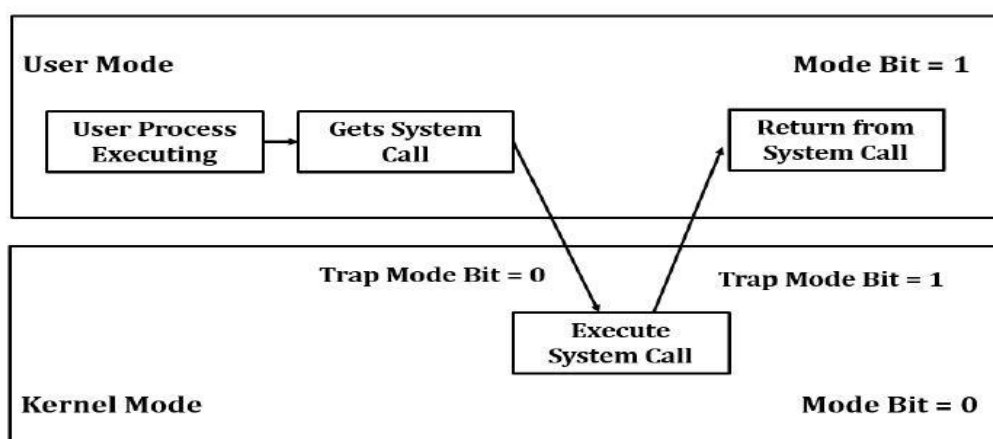 User Mode
Mode Bit = 1
User Process
Executing
Gets System
Call
Return from
System Call
Trap Mode Bit = 0
Trap Mode Bit = 1
Execute
System Call
Kernel Mode
Mode Bit = 0